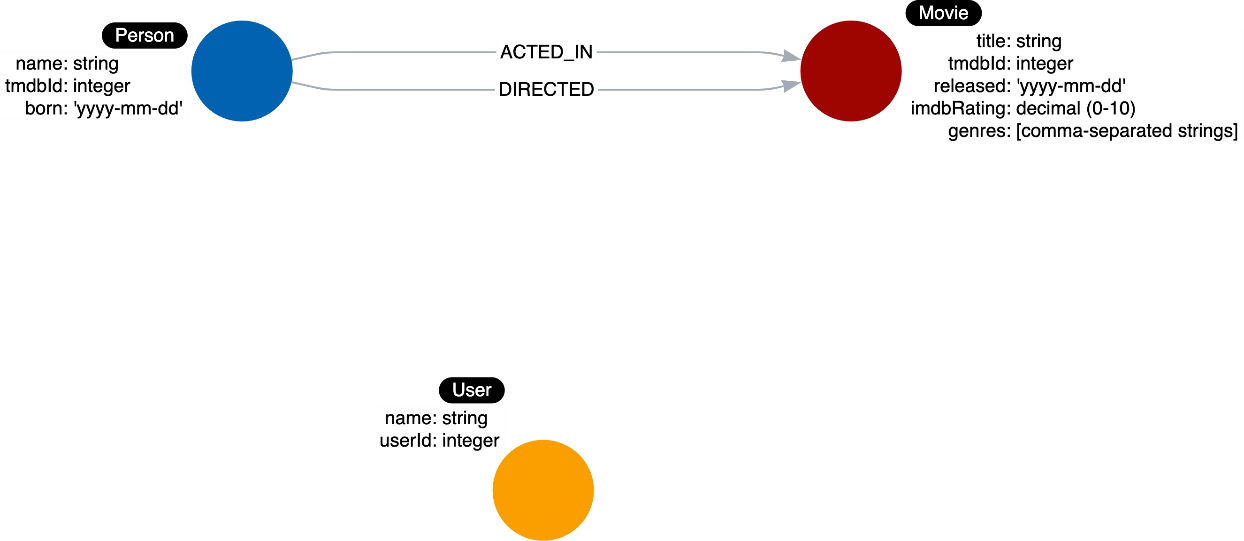 Person
name: string
tmdbId: integer
born: 'yyyy-mm-dd'
ACTED_IN
DIRECTED
Movie
title: string
tmdbId: integer
released: 'yyyy-mm-dd'
imdbRating: decimal (0-10)
genres: [comma-separated strings]
User
name: string
userId: integer